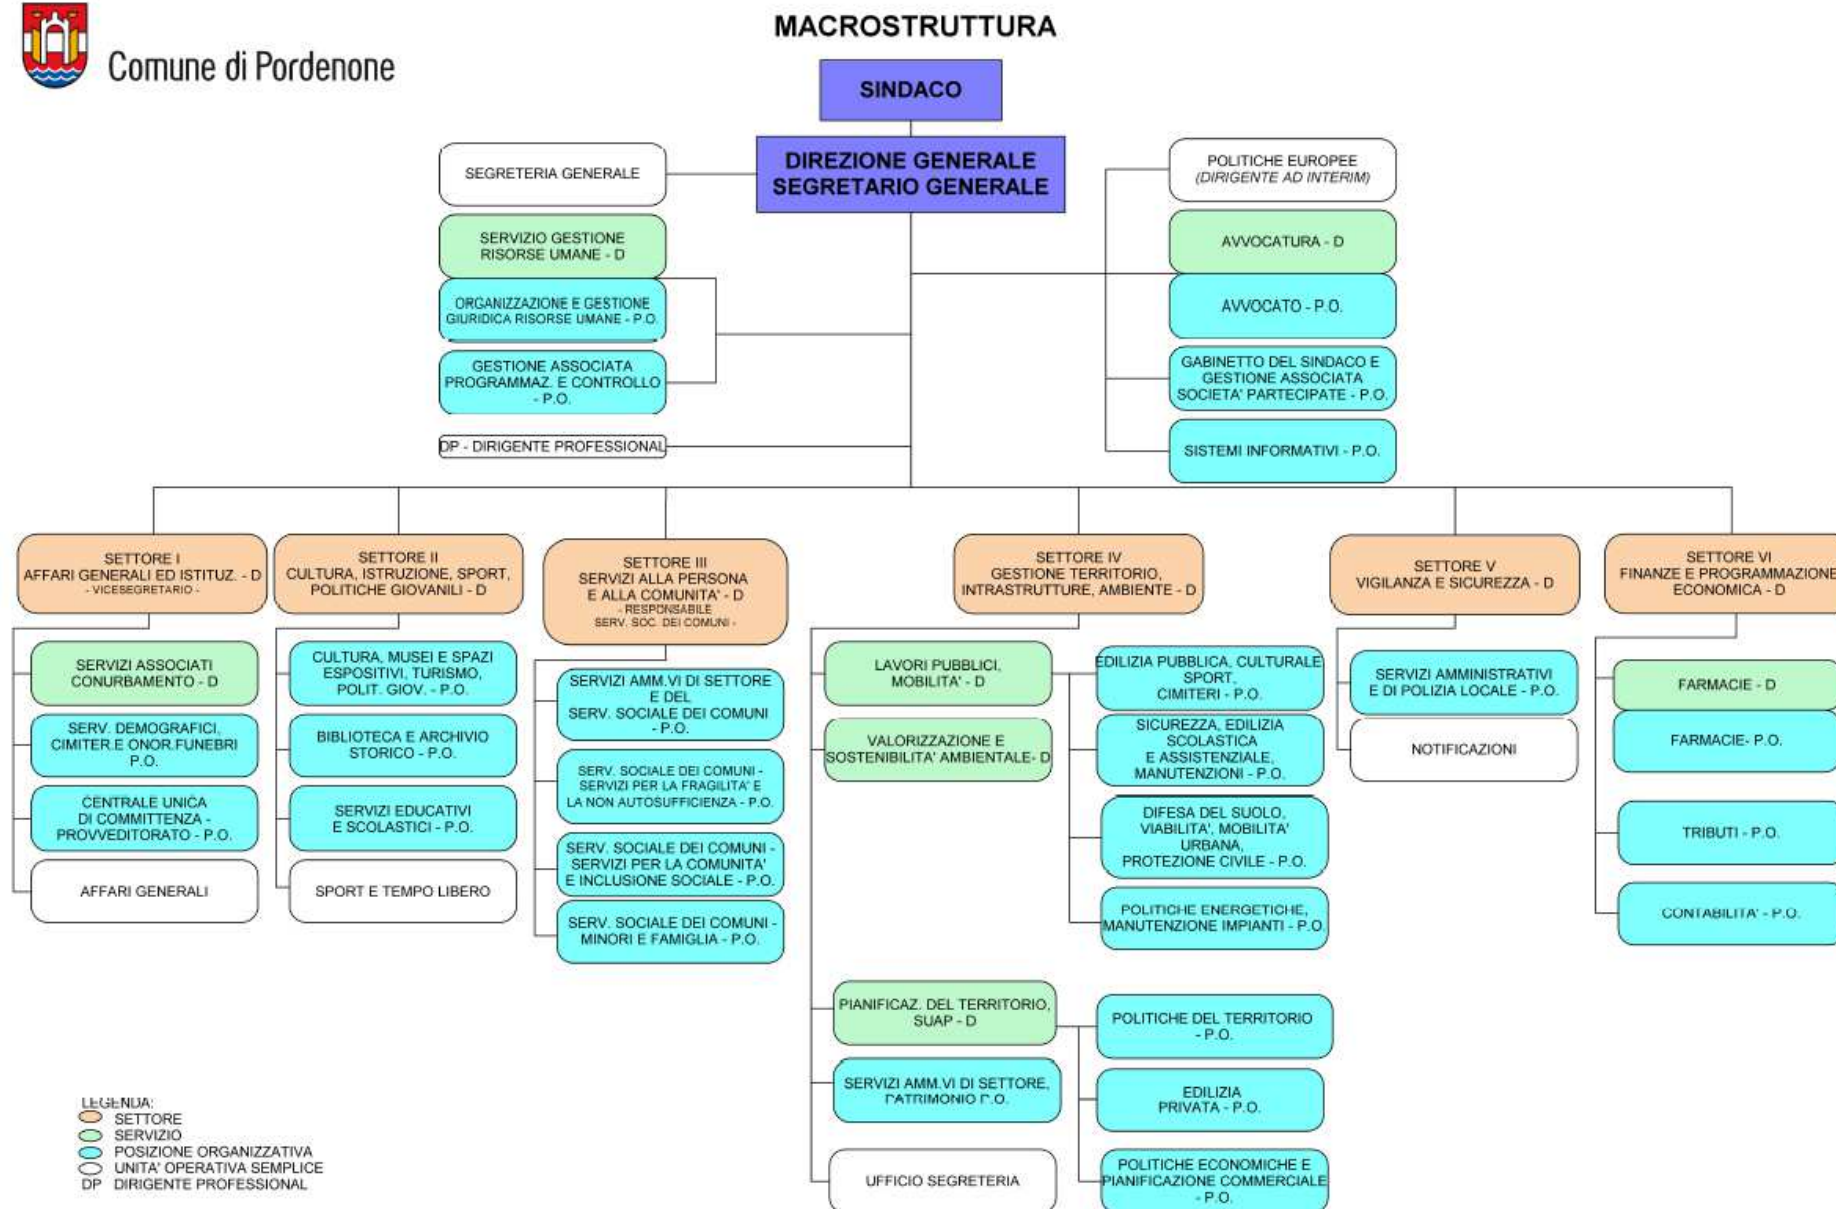 Comune di Pordenone
MACROSTRUTTURA
SINDACO
DIREZIONE GENERALE
SEGRETARIO GENERALE
SEGRETERIA GENERALE
SERVIZIO GESTIONE
RISORSE UMANE - D
ORGANIZZAZIONE E GESTIONE
GIURIDICA RISORSE UMANE - P.O.
GESTIONE ASSOCIATA
PROGRAMMAZ. E CONTROLLO
- P.O.
DP - DIRIGENTE PROFESSIONAL
POLITICHE EUROPEE
(DIRIGENTE AD INTERIM)
AVVOCATURA - D
AVVOCATO - P.O.
GABINETTO DEL SINDACO E
GESTIONE ASSOCIATA
SOCIETA' PARTECIPATE - P.O.
SISTEMI INFORMATIVI - P.O.
SETTORE I
AFFARI GENERALI ED ISTITUZ. - D
- VICESEGRETARIO -
SERVIZI ASSOCIATI
CONURBAMENTO - D
SERV. DEMOGRAFICI,
CIMITER.E ONOR.FUNEBRI
P.O.
CENTRALE UNICA
DI COMMITTENZA -
PROVVEDITORATO - P.O.
AFFARI GENERALI
SETTORE II
CULTURA, ISTRUZIONE, SPORT,
POLITICHE GIOVANILI - D
CULTURA, MUSEI E SPAZI
ESPOSITIVI, TURISMO,
POLIT. GIOV. - P.O.
BIBLIOTECA E ARCHIVIO
STORICO - P.O.
SERVIZI EDUCATIVI
E SCOLASTICI - P.O.
SPORT E TEMPO LIBERO
SETTORE III
SERVIZI ALLA PERSONA
E ALLA COMUNITA' - D
- RESPONSABILE
SERV. SOC. DEI COMUNI -
SERVIZI AMM.VI DI SETTORE
E DEL
SERV. SOCIALE DEI COMUNI
- P.O.
SERV. SOCIALE DEI COMUNI -
SERVIZI PER LA FRAGILITA' E
LA NON AUTOSUFFICIENZA - P.O.
SERV. SOCIALE DEI COMUNI -
SERVIZI PER LA COMUNITA'
E INCLUSIONE SOCIALE - P.O.
SERV. SOCIALE DEI COMUNI -
MINORI E FAMIGLIA - P.O.
SETTORE IV
GESTIONE TERRITORIO,
INTRASTRUTTURE, AMBIENTE - D
LAVORI PUBBLICI,
MOBILITA' - D
VALORIZZAZIONE E
SOSTENIBILITA' AMBIENTALE- D
EDILIZIA PUBBLICA, CULTURALE
SPORT,
CIMITERI - P.O.
SICUREZZA, EDILIZIA
SCOLASTICA
E ASSISTENZIALE,
MANUTENZIONI - P.O.
DIFESA DEL SUOLO,
VIABILITA', MOBILITA'
URBANA,
PROTEZIONE CIVILE - P.O.
POLITICHE ENERGETICHE,
MANUTENZIONE IMPIANTI - P.O.
PIANIFICAZ. DEL TERRITORIO,
SUAP - D
SERVIZI AMM.VI DI SETTORE,
PATRIMONIO P.O.
UFFICIO SEGRETERIA
POLITICHE DEL TERRITORIO
- P.O.
EDILIZIA
PRIVATA - P.O.
POLITICHE ECONOMICHE E
PIANIFICAZIONE COMMERCIALE
- P.O.
SETTORE V
VIGILANZA E SICUREZZA - D
SERVIZI AMMINISTRATIVI
E DI POLIZIA LOCALE - P.O.
NOTIFICAZIONI
SETTORE VI
FINANZE E PROGRAMMAZIONE
ECONOMICA - D
FARMACIE - D
FARMACIE- P.O.
TRIBUTI - P.O.
CONTABILITA' - P.O.
LEGENDA:
SETTORE
SERVIZIO
POSIZIONE ORGANIZZATIVA
UNITA' OPERATIVA SEMPLICE
DP DIRIGENTE PROFESSIONAL